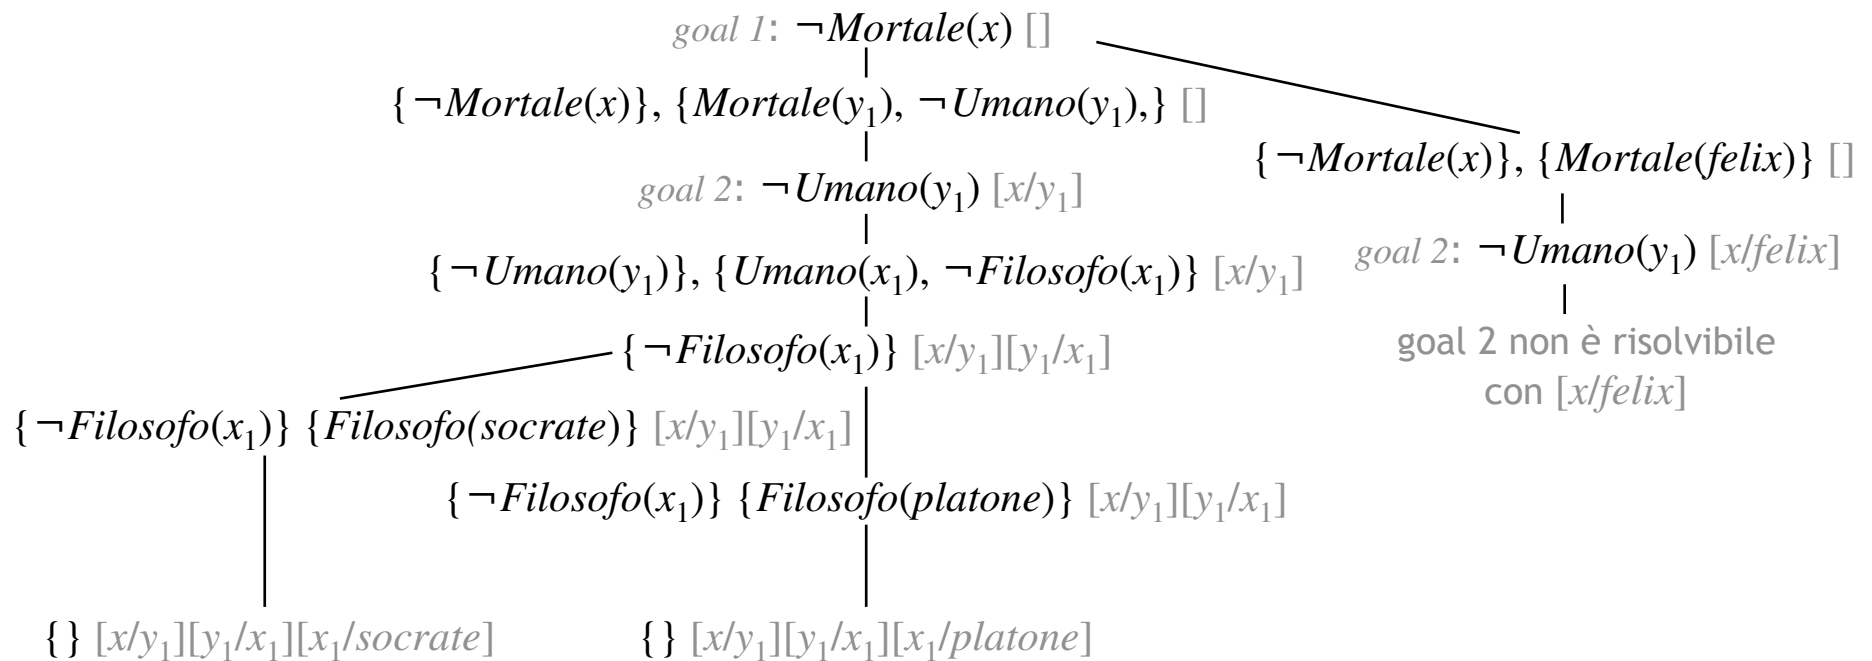 goal 1: ¬Mortale(x) []
{¬Mortale(x)}, {Mortale(y₁), ¬Umano(y₁),} []
{¬Mortale(x)}, {Mortale(felix)} []
goal 2: ¬Umano(y₁) [x/y₁]
goal 2: ¬Umano(y₁) [x/felix]
{¬Umano(y₁)}, {Umano(x₁), ¬Filosofo(x₁)} [x/y₁]
goal 2 non è risolvibile
con [x/felix]
{¬Filosofo(x₁)} [x/y₁][y₁/x₁]
{¬Filosofo(x₁)} {Filosofo(socrate)} [x/y₁][y₁/x₁]
{¬Filosofo(x₁)} {Filosofo(platone)} [x/y₁][y₁/x₁]
{} [x/y₁][y₁/x₁][x₁/socrate]
{} [x/y₁][y₁/x₁][x₁/platone]